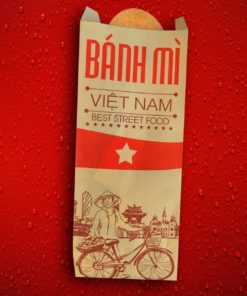 BÁNH MÌ
VIỆT NAM
BEST STREET FOOD